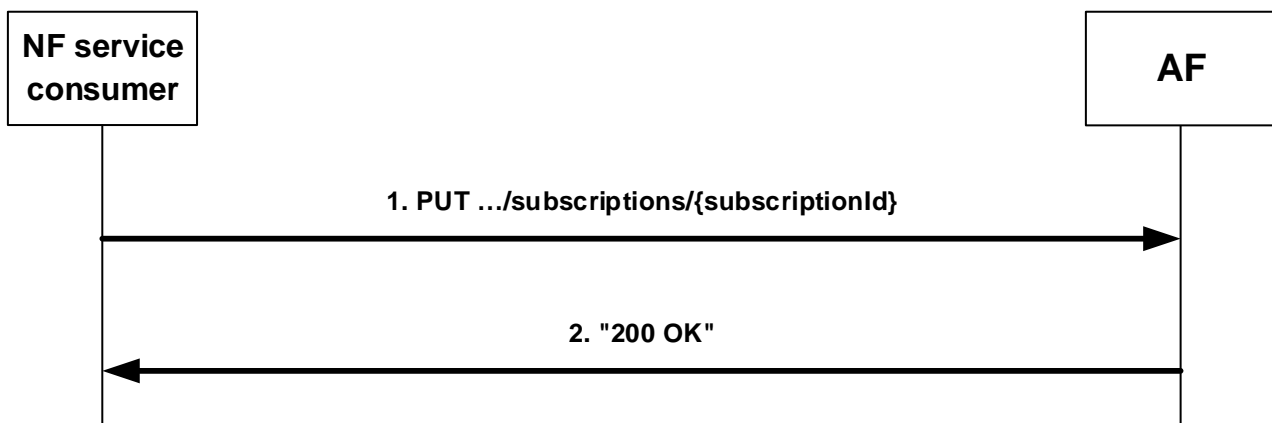 NF service
consumer
AF
1. PUT …/subscriptions/{subscriptionId}
2. "200 OK"